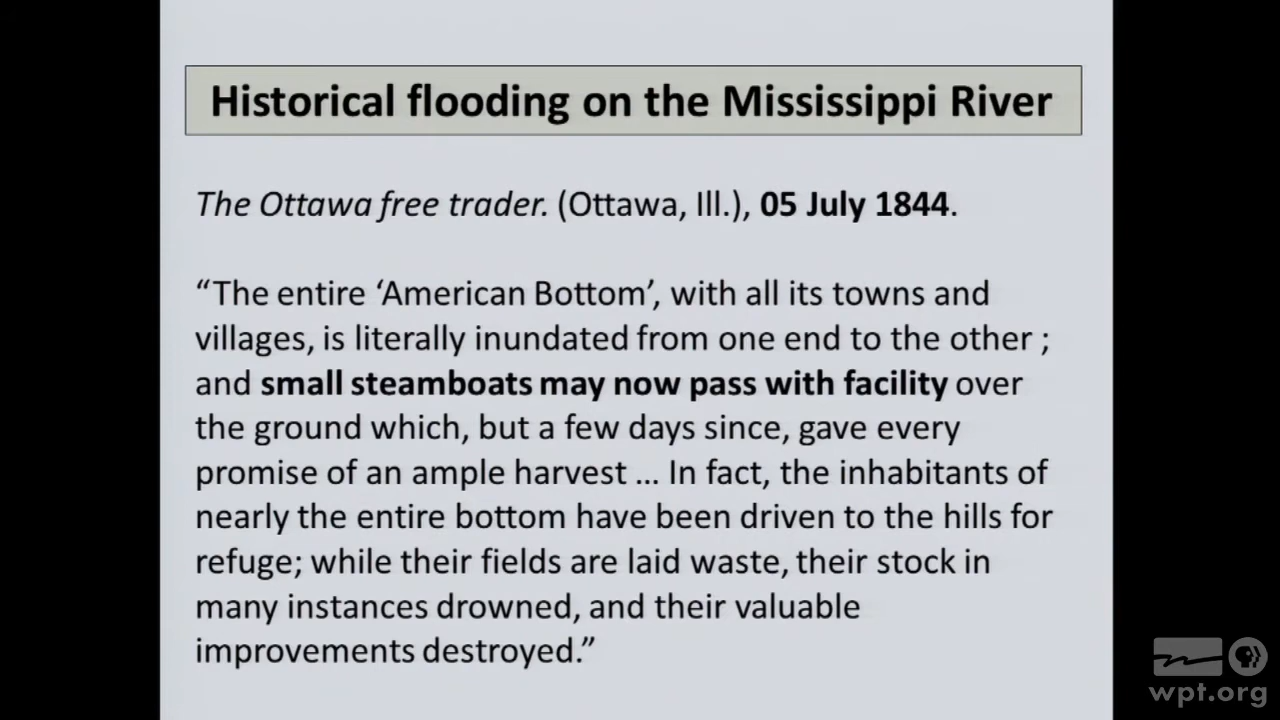 Historical flooding on the Mississippi River
The Ottawa free trader. (Ottawa, Ill.), 05 July 1844.
“The entire ‘American Bottom’, with all its towns and
villages, is literally inundated from one end to the other ;
and small steamboats may now pass with facility over
the ground which, but a few days since, gave every
promise of an ample harvest ... In fact, the inhabitants of
nearly the entire bottom have been driven to the hills for
refuge; while their fields are laid waste, their stock in
many instances drowned, and their valuable
improvements destroyed.”
wpt.org